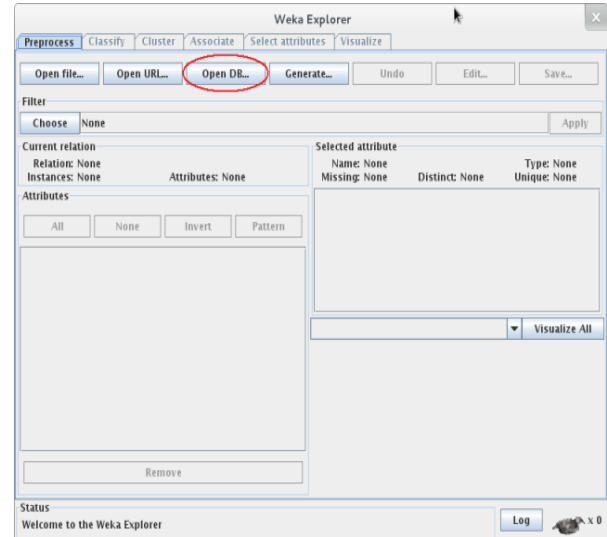 Weka Explorer
Preprocess Classify Cluster Associate Select attributes Visualize
Open file... Open URL... Open DB... Generate... Undo Edit... Save...
Filter
Choose None Apply
Current relation
Relation: None
Instances: None Attributes: None
Selected attribute
Name: None Type: None
Missing: None Distinct: None Unique: None
Attributes
All None Invert Pattern
Visualize All
Remove
Status
Welcome to the Weka Explorer
Log x 0